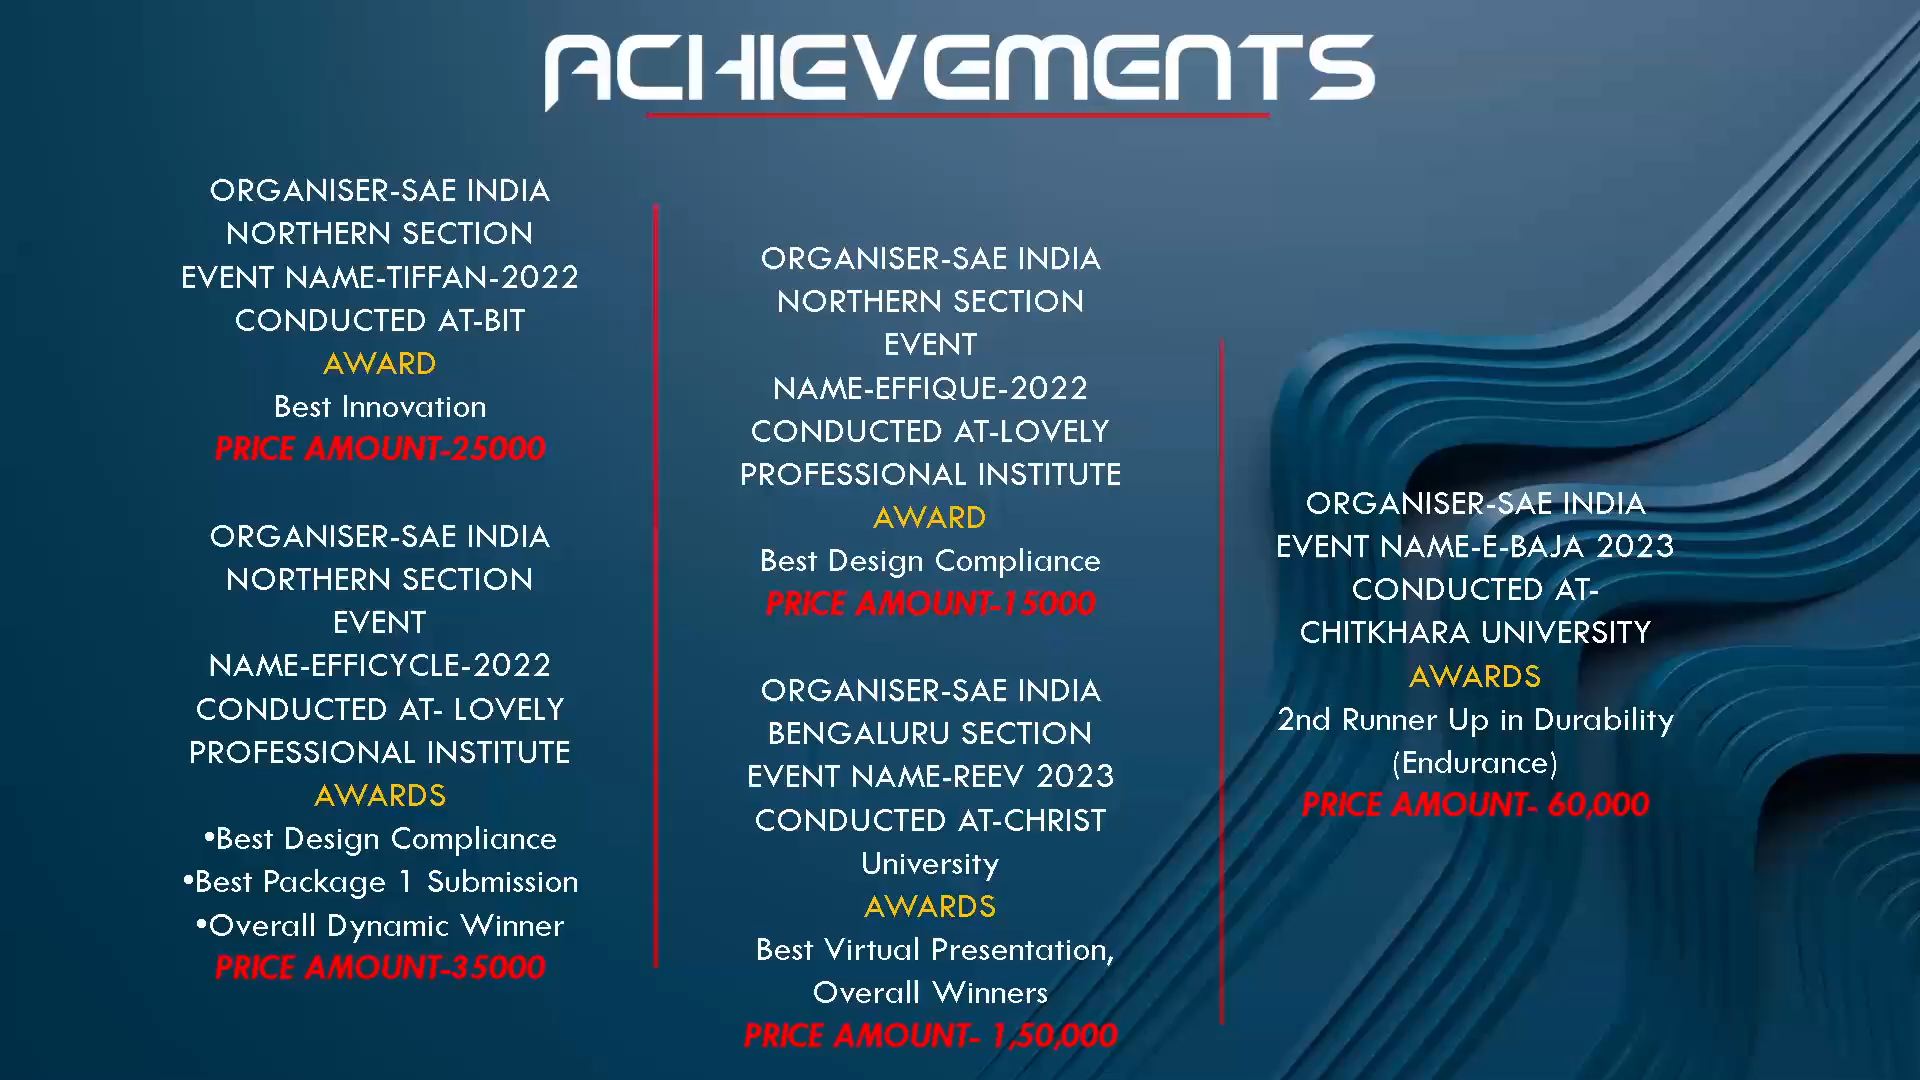 ACHIEVEMENTS
ORGANISER-SAE INDIA
NORTHERN SECTION
EVENT NAME-TIFFAN-2022
CONDUCTED AT-BIT
AWARD
Best Innovation
PRICE AMOUNT-25000
ORGANISER-SAE INDIA
NORTHERN SECTION
EVENT
NAME-EFFICYCLE-2022
CONDUCTED AT- LOVELY
PROFESSIONAL INSTITUTE
AWARDS
•Best Design Compliance
•Best Package 1 Submission
•Overall Dynamic Winner
PRICE AMOUNT-35000
ORGANISER-SAE INDIA
NORTHERN SECTION
EVENT
NAME-EFFIQUE-2022
CONDUCTED AT-LOVELY
PROFESSIONAL INSTITUTE
AWARD
Best Design Compliance
PRICE AMOUNT-15000
ORGANISER-SAE INDIA
BENGALURU SECTION
EVENT NAME-REEV 2023
CONDUCTED AT-CHRIST
University
AWARDS
Best Virtual Presentation,
Overall Winners
PRICE AMOUNT- 1,50,000
ORGANISER-SAE INDIA
EVENT NAME-E-BAJA 2023
CONDUCTED AT-
CHITKHARA UNIVERSITY
AWARDS
2nd Runner Up in Durability
(Endurance)
PRICE AMOUNT- 60,000